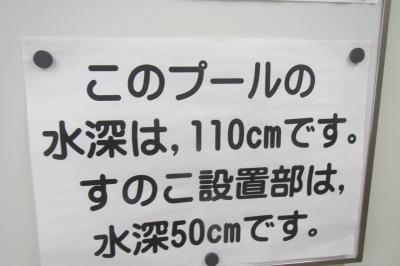 このプールの
水深は,110cmです。
すのこ設置部は,
水深50cmです。